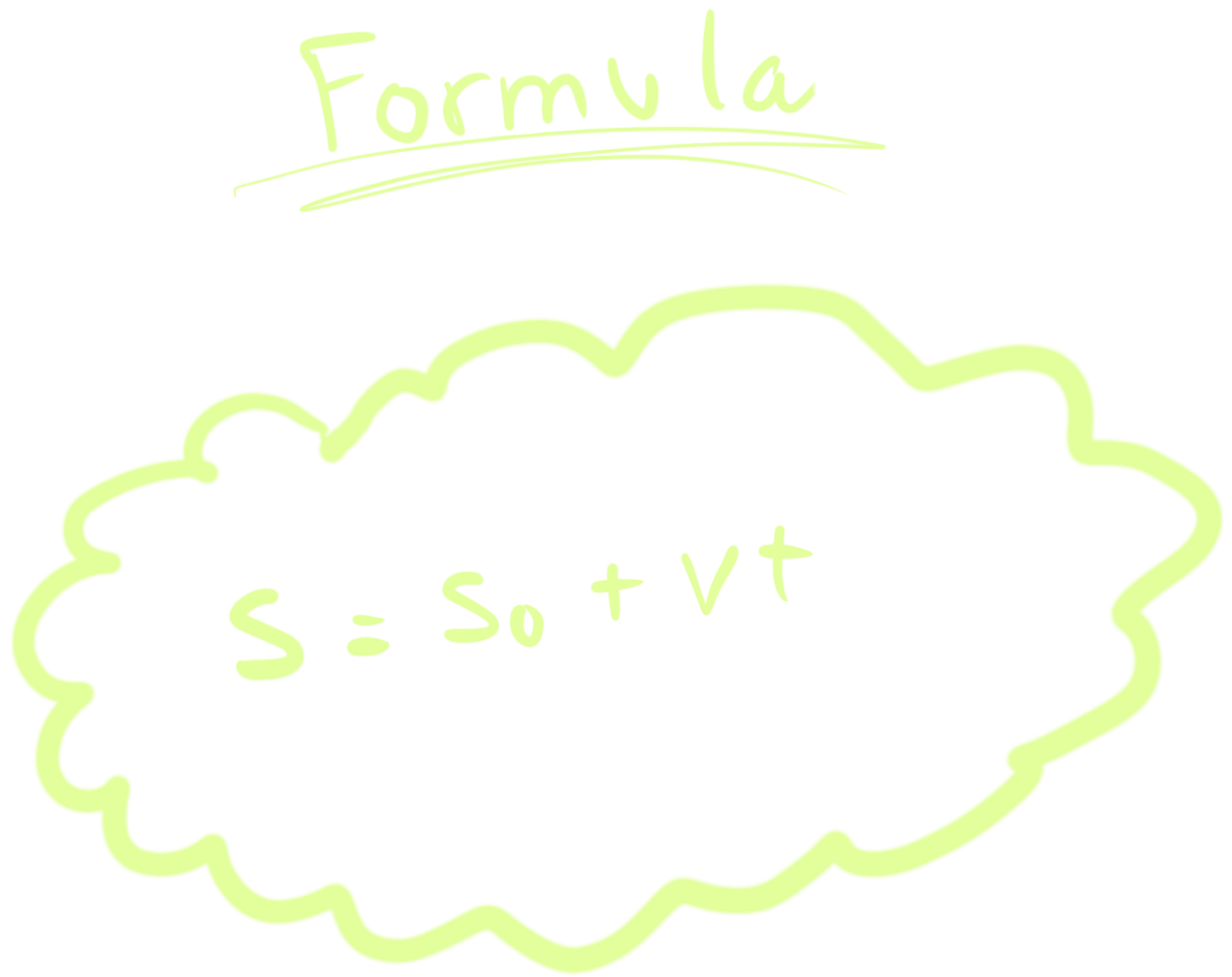 Formula
S = S₀ + vt